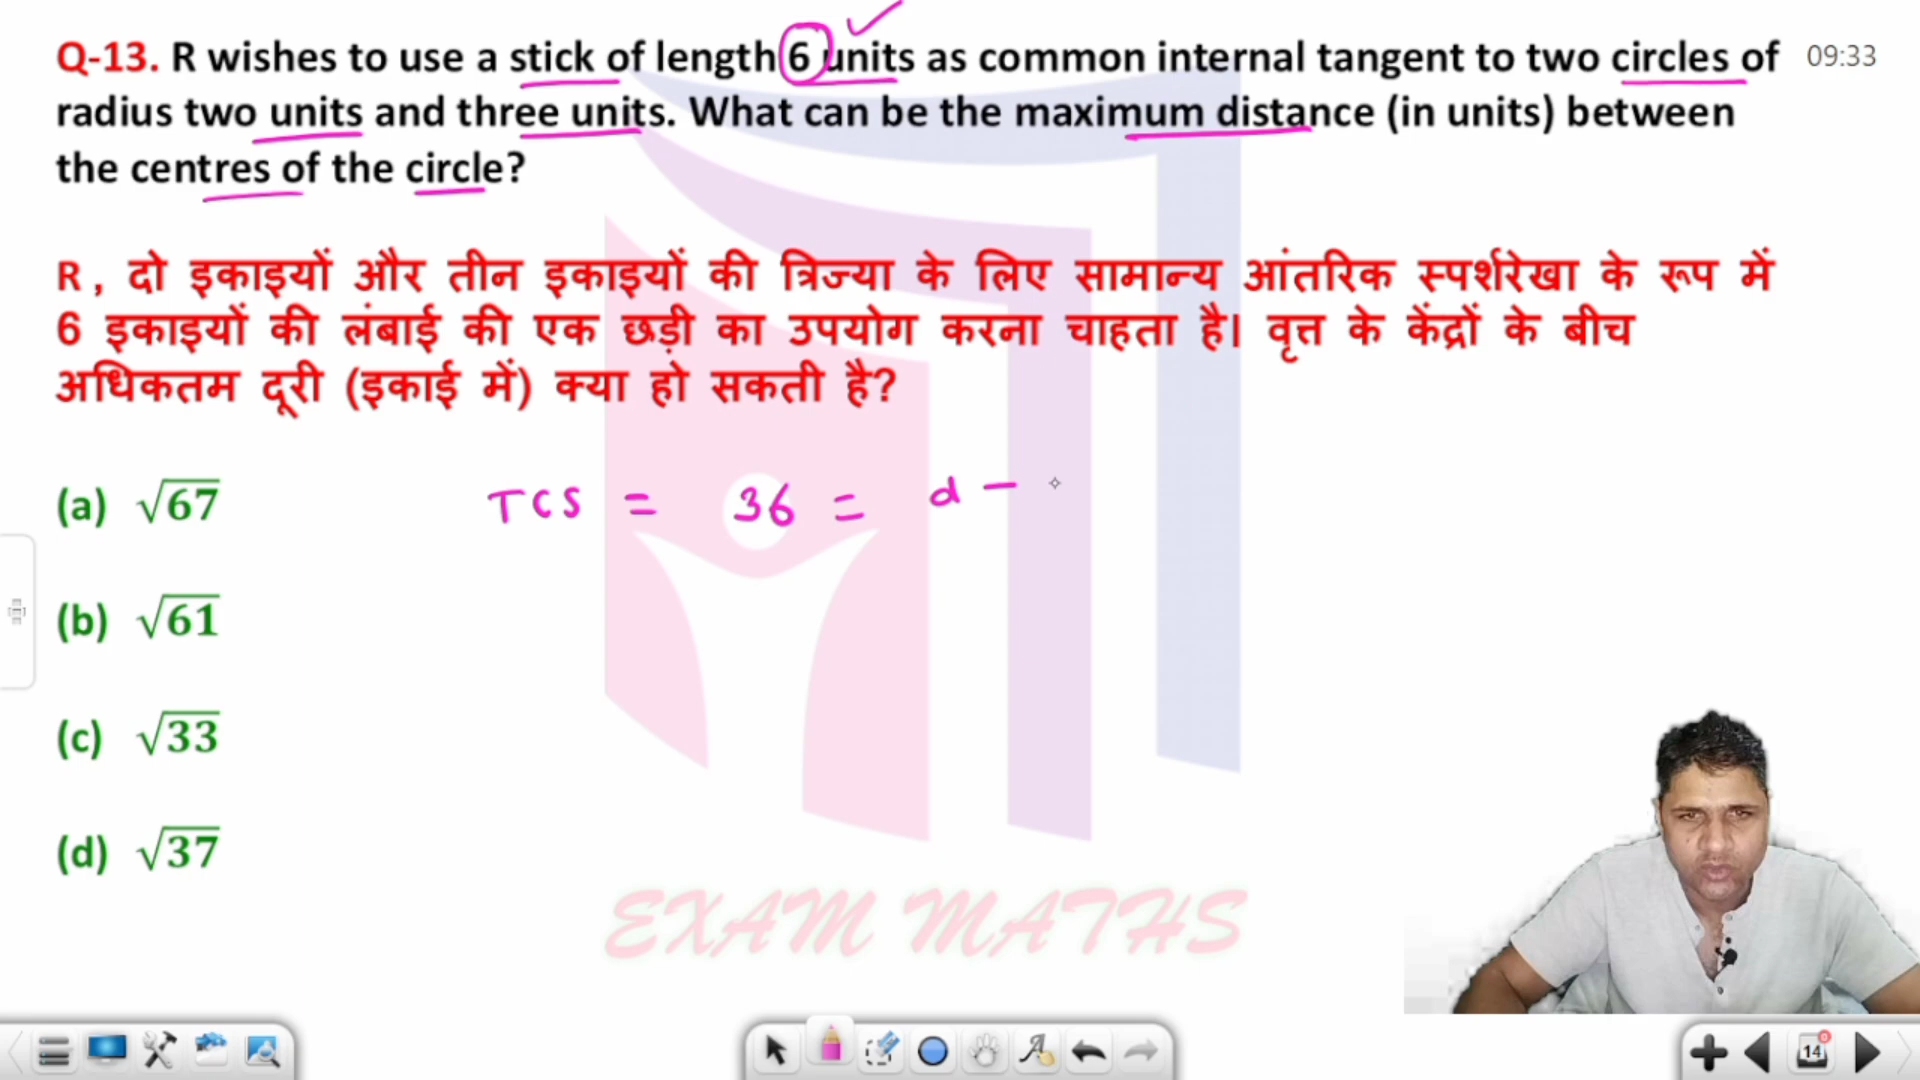 Q-13. R wishes to use a stick of length 6 units as common internal tangent to two circles of
09:33
radius two units and three units. What can be the maximum distance (in units) between
the centres of the circle?
R , दो इकाइयों और तीन इकाइयों की त्रिज्या के लिए सामान्य आंतरिक स्पर्शरेखा के रूप में
6 इकाइयों की लंबाई की एक छड़ी का उपयोग करना चाहता है। वृत्त के केंद्रों के बीच
अधिकतम दूरी (इकाई में) क्या हो सकती है?
(a) √67
TCS = 36 = d -
(b) √61
(c) √33
(d) √37
EXAM MATHS
14